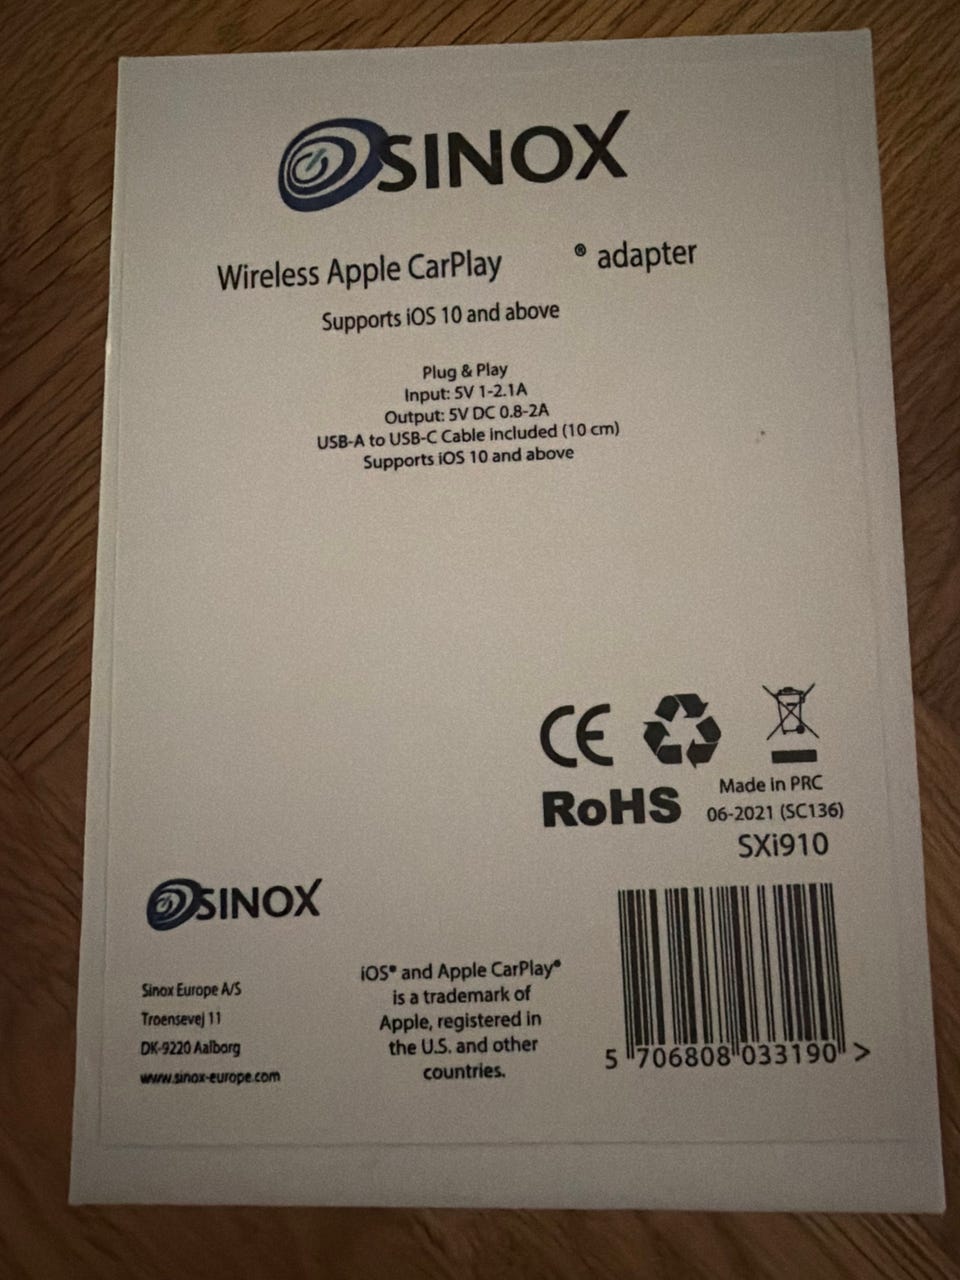 SINOX
Wireless Apple CarPlay ® adapter
Supports iOS 10 and above
Plug & Play
Input: 5V 1-2.1A
Output: 5V DC 0.8-2A
USB-A to USB-C Cable included (10 cm)
Supports iOS 10 and above
CE
RoHS
Made in PRC
06-2021 (SC136)
SXi910
SINOX
Sinox Europe A/S
Troensevej 11
DK-9220 Aalborg
www.sinox-europe.com
iOS® and Apple CarPlay®
is a trademark of
Apple, registered in
the U.S. and other
countries.
5 706808 033190 >